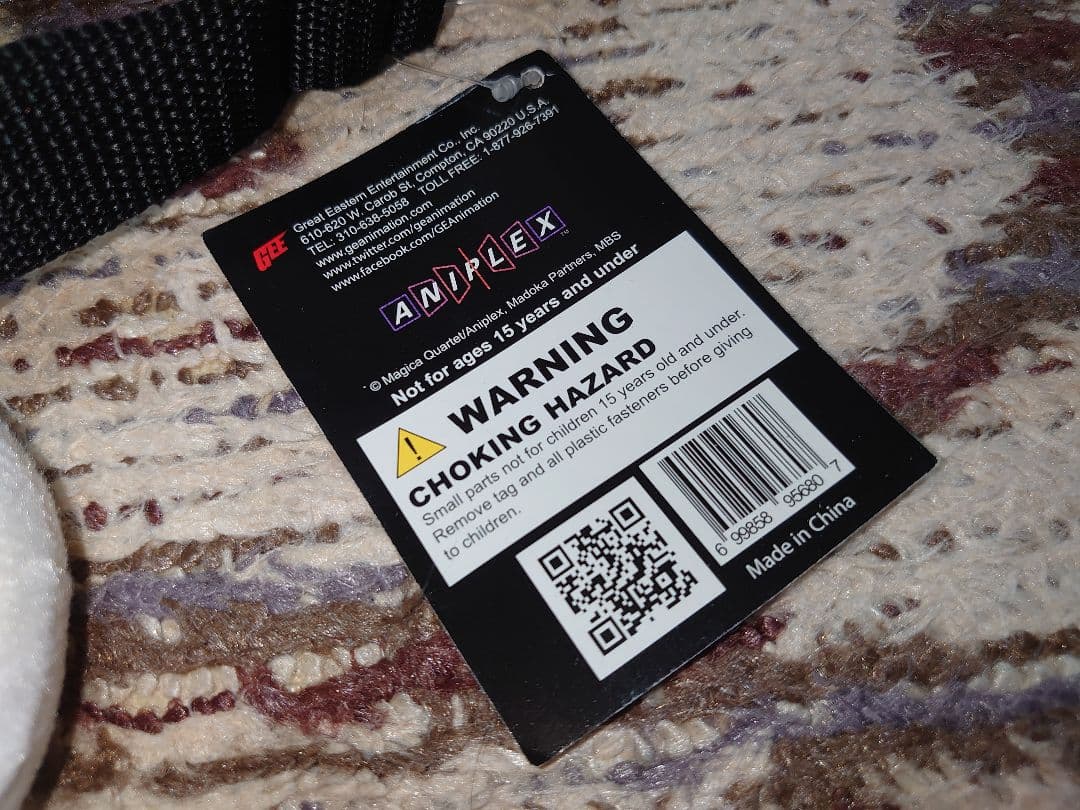 GEE
Great Eastern Entertainment Co., Inc.
610-620 W. Carob St, Compton, CA 90220 U.S.A.
TEL: 310-638-5058 TOLL FREE: 1-877-926-7391
www.geanimation.com
www.twitter.com/geanimation
www.facebook.com/GEAnimation
ANIPLEX™
© Magica Quartet/Aniplex, Madoka Partners, MBS
Not for ages 15 years and under
WARNING
CHOKING HAZARD
Small parts not for children 15 years old and under.
Remove tag and all plastic fasteners before giving
to children.
6 99858 95680 7
Made in China